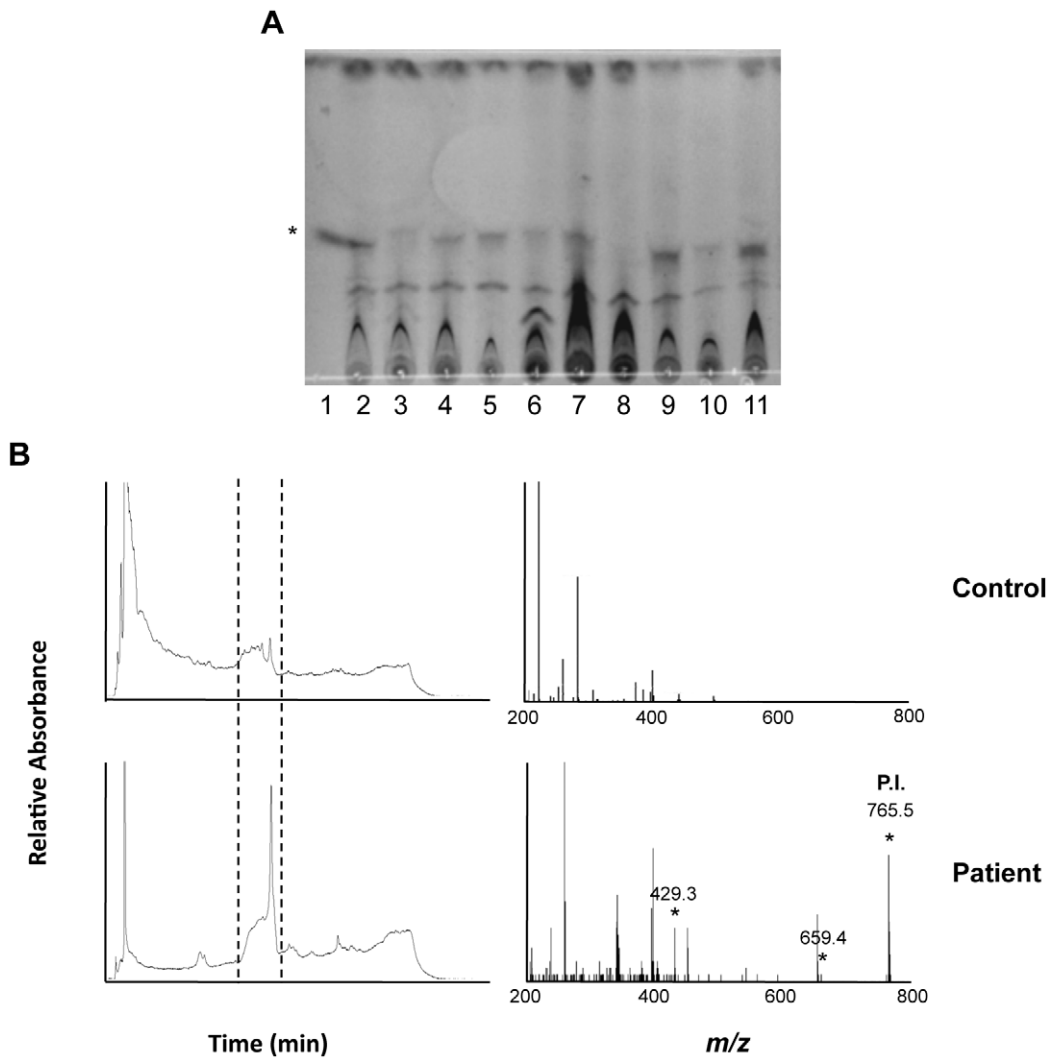 A
*
1 2 3 4 5 6 7 8 9 10 11
B
Relative Absorbance
200 400 600 800
Control
P.I.
765.5
*
429.3
*
659.4
*
Patient
200 400 600 800
Time (min)
m/z